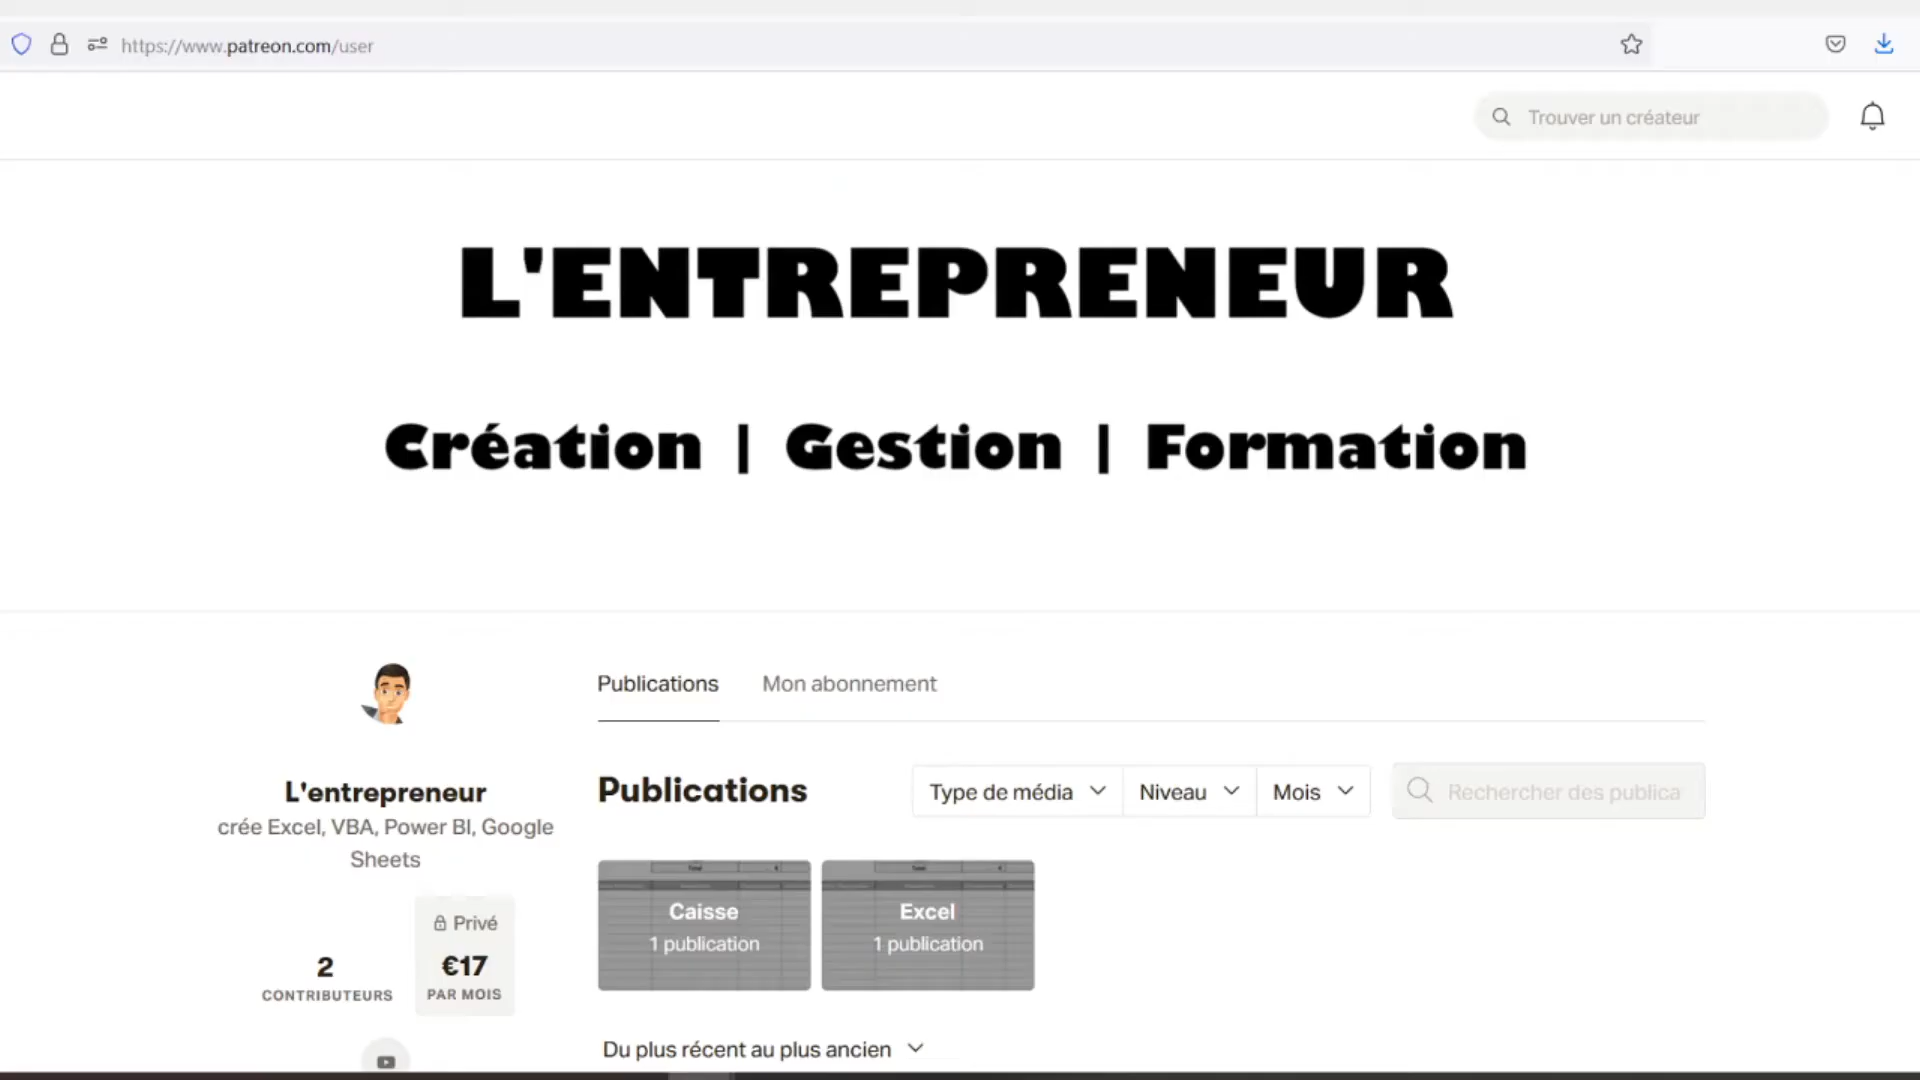 https://www.patreon.com/user
Trouver un créateur
L'ENTREPRENEUR
Création | Gestion | Formation
Publications
Mon abonnement
L'entrepreneur
crée Excel, VBA, Power BI, Google
Sheets
2
CONTRIBUTEURS
Privé
€17
PAR MOIS
Publications
Type de média
Niveau
Mois
Rechercher des publica
Caisse
1 publication
Excel
1 publication
Du plus récent au plus ancien